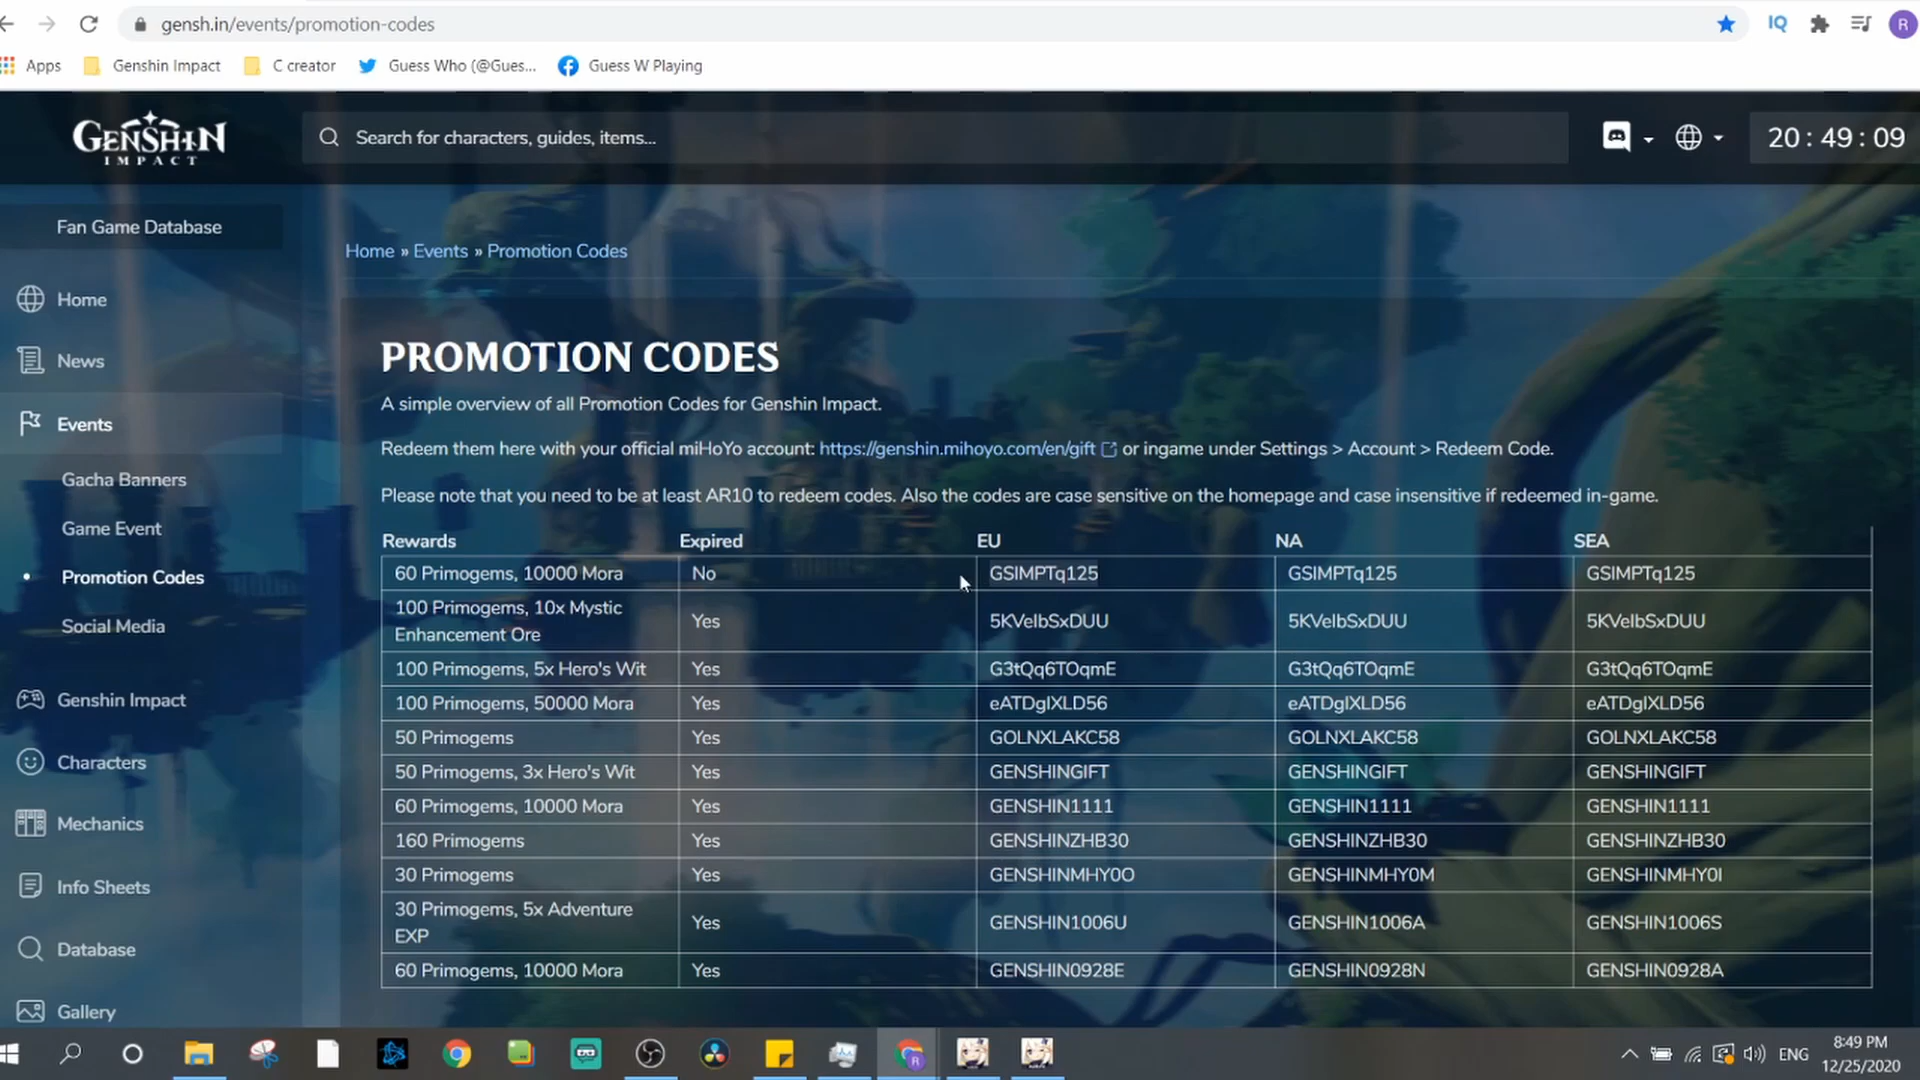 gensh.in/events/promotion-codes
IQ
R
Apps
Genshin Impact
C creator
Guess Who (@Gues...
Guess W Playing
GENSHIN
IMPACT
Search for characters, guides, items...
20 : 49 : 09
Fan Game Database
Home
News
Events
Gacha Banners
Game Event
Promotion Codes
Social Media
Genshin Impact
Characters
Mechanics
Info Sheets
Database
Gallery
Home » Events » Promotion Codes
PROMOTION CODES
A simple overview of all Promotion Codes for Genshin Impact.
Redeem them here with your official miHoYo account: https://genshin.mihoyo.com/en/gift or ingame under Settings > Account > Redeem Code.
Please note that you need to be at least AR10 to redeem codes. Also the codes are case sensitive on the homepage and case insensitive if redeemed in-game.
Rewards Expired EU NA SEA
60 Primogems, 10000 Mora No GSIMPTq125 GSIMPTq125 GSIMPTq125
100 Primogems, 10x Mystic
Enhancement Ore Yes 5KVeIbSxDUU 5KVeIbSxDUU 5KVeIbSxDUU
100 Primogems, 5x Hero's Wit Yes G3tQq6TOqmE G3tQq6TOqmE G3tQq6TOqmE
100 Primogems, 50000 Mora Yes eATDgIXLD56 eATDgIXLD56 eATDgIXLD56
50 Primogems Yes GOLNXLAKC58 GOLNXLAKC58 GOLNXLAKC58
50 Primogems, 3x Hero's Wit Yes GENSHINGIFT GENSHINGIFT GENSHINGIFT
60 Primogems, 10000 Mora Yes GENSHIN1111 GENSHIN1111 GENSHIN1111
160 Primogems Yes GENSHINZHB30 GENSHINZHB30 GENSHINZHB30
30 Primogems Yes GENSHINMHY0O GENSHINMHY0M GENSHINMHY0I
30 Primogems, 5x Adventure
EXP Yes GENSHIN1006U GENSHIN1006A GENSHIN1006S
60 Primogems, 10000 Mora Yes GENSHIN0928E GENSHIN0928N GENSHIN0928A
R
ENG
8:49 PM
12/25/2020